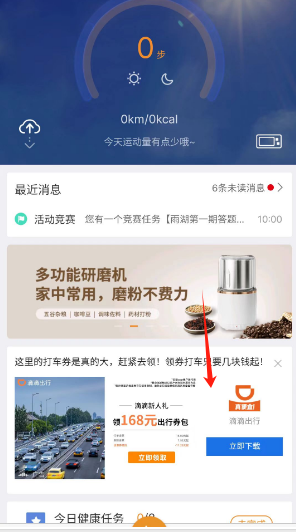 0步
0km/0kcal
今天运动量有点少哦~
最近消息
6条未读消息
活动竞赛 您有一个竞赛任务【雨湖第一期答题... 10:00
多功能研磨机
家中常用，磨粉不费力
五谷杂粮 | 咖啡豆 | 调味佐料 | 药材打粉
这里的打车券是真的大，赶紧去领！领券打车只要几块钱起！
滴滴出行
滴滴新人礼
领168元出行券包
立即领取
真便宜!
滴滴出行
立即下载
今日健康任务 0/8